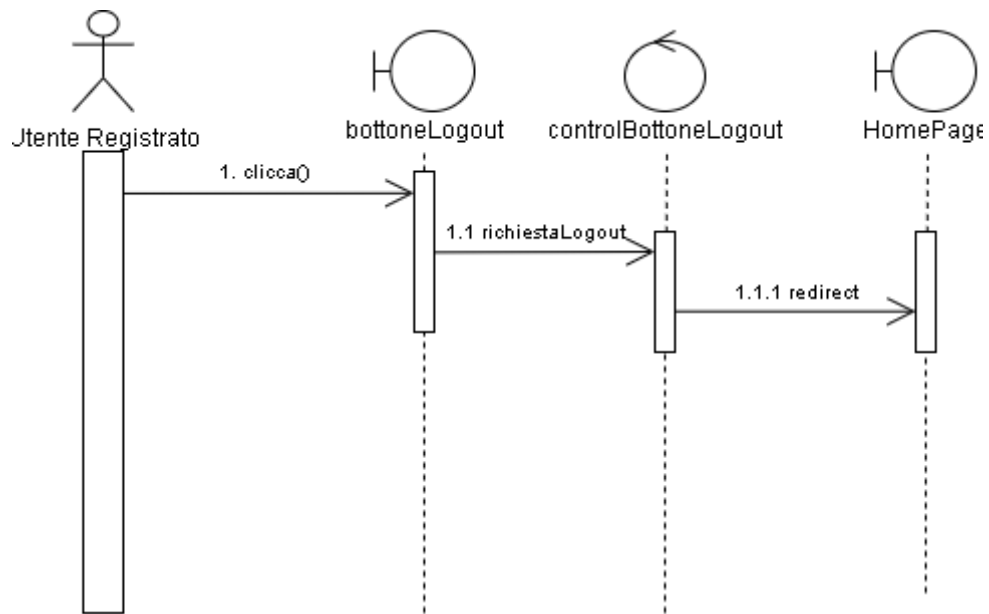 Utente Registrato
bottoneLogout
controlBottoneLogout
HomePage
1. clicca()
1.1 richiestaLogout
1.1.1 redirect